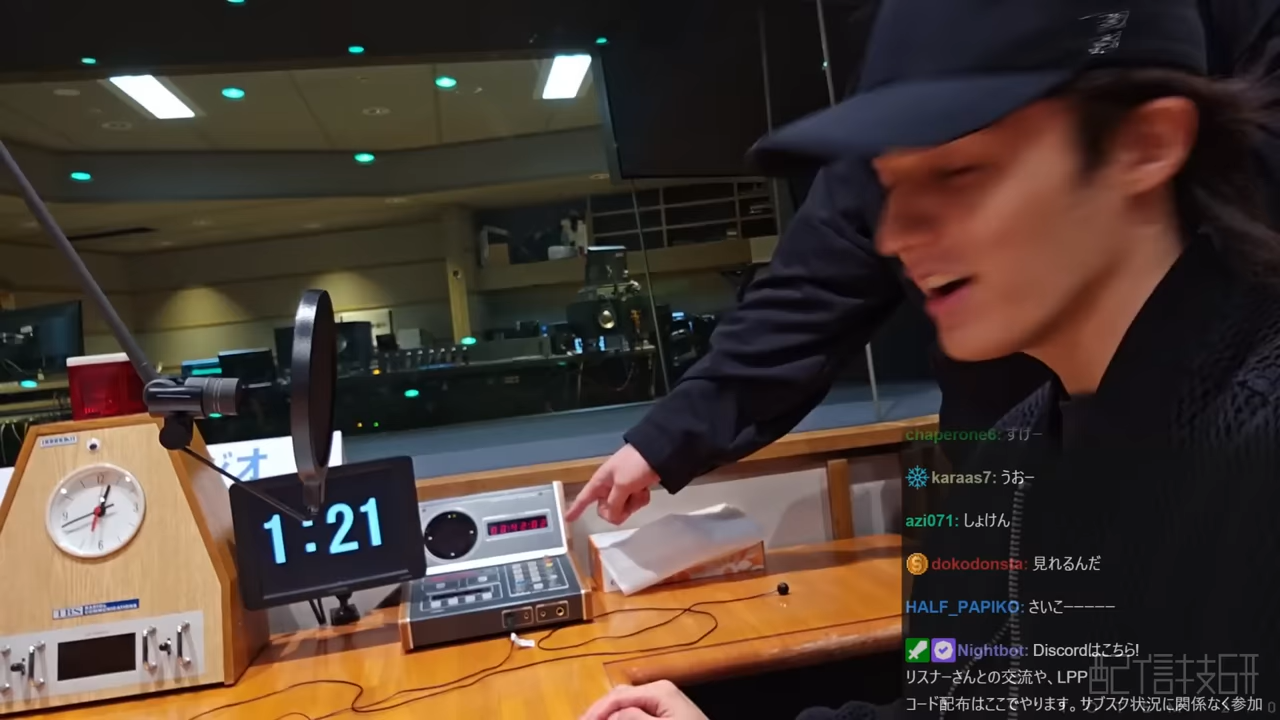 ジオ
1:21
TBS RADIO & COMMUNICATIONS
chaperone6: すげー
karaas7: うおー
azi071: しょけん
dokodonsta: 見れるんだ
HALF_PAPIKO: さいこーーーーー
Nightbot: Discordはこちら!
リスナーさんとの交流や、LPP
コード配布はここでやります。サブスク状況に関係なく参加
配信技研